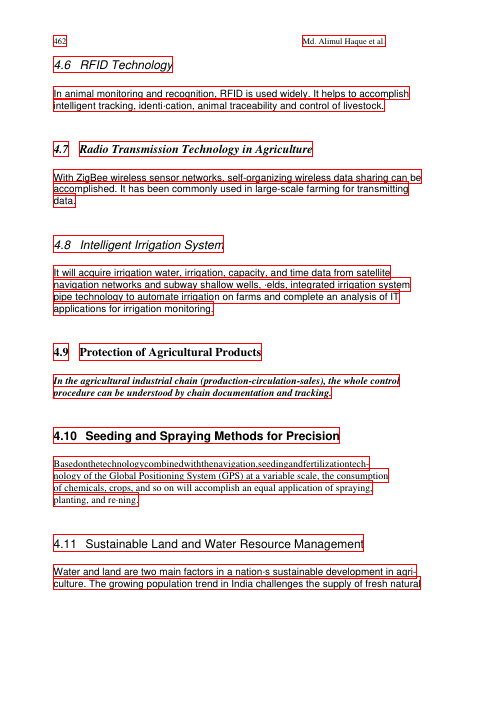 462 Md. Alimul Haque et al.
4.6 RFID Technology
In animal monitoring and recognition, RFID is used widely. It helps to accomplish
intelligent tracking, identi·cation, animal traceability and control of livestock.
4.7 Radio Transmission Technology in Agriculture
With ZigBee wireless sensor networks, self-organizing wireless data sharing can be
accomplished. It has been commonly used in large-scale farming for transmitting
data.
4.8 Intelligent Irrigation System
It will acquire irrigation water, irrigation, capacity, and time data from satellite
navigation networks and subway shallow wells, ·elds, integrated irrigation system
pipe technology to automate irrigation on farms and complete an analysis of IT
applications for irrigation monitoring.
4.9 Protection of Agricultural Products
In the agricultural industrial chain (production-circulation-sales), the whole control
procedure can be understood by chain documentation and tracking.
4.10 Seeding and Spraying Methods for Precision
Basedonthetechnologycombinedwiththenavigation,seedingandfertilizationtech-
nology of the Global Positioning System (GPS) at a variable scale, the consumption
of chemicals, crops, and so on will accomplish an equal application of spraying,
planting, and re·ning.
4.11 Sustainable Land and Water Resource Management
Water and land are two main factors in a nation·s sustainable development in agri-
culture. The growing population trend in India challenges the supply of fresh natural